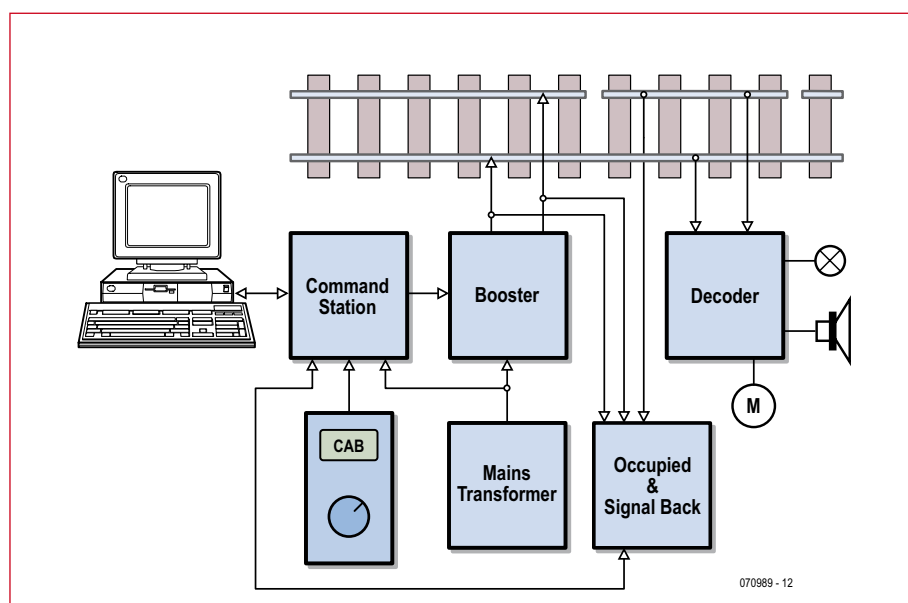 Command
Station
Booster
Decoder
M
CAB
Mains
Transformer
Occupied
&
Signal Back
070989 - 12